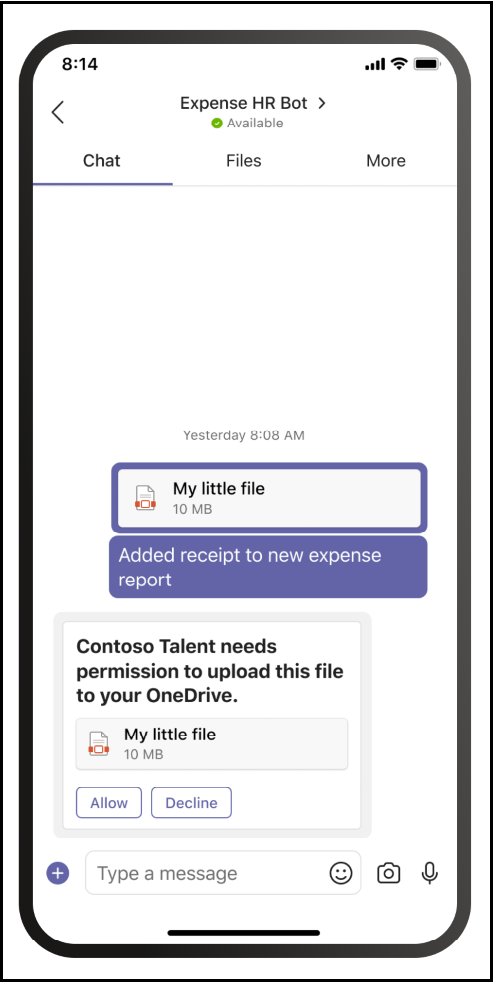 8:14
Expense HR Bot
Available
Chat Files More
Yesterday 8:08 AM
My little file
10 MB
Added receipt to new expense
report
Contoso Talent needs
permission to upload this file
to your OneDrive.
My little file
10 MB
Allow Decline
Type a message